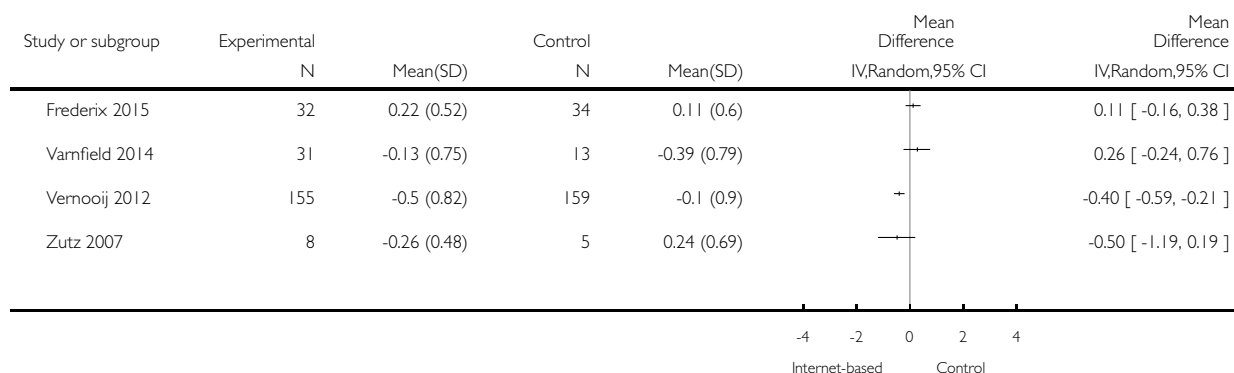 Mean Mean
Study or subgroup Experimental Control Difference Difference
N Mean(SD) N Mean(SD) IV,Random,95% CI IV,Random,95% CI
Frederix 2015 32 0.22 (0.52) 34 0.11 (0.6) 0.11 [ -0.16, 0.38 ]
Varnfield 2014 31 -0.13 (0.75) 13 -0.39 (0.79) 0.26 [ -0.24, 0.76 ]
Vernooij 2012 155 -0.5 (0.82) 159 -0.1 (0.9) -0.40 [ -0.59, -0.21 ]
Zutz 2007 8 -0.26 (0.48) 5 0.24 (0.69) -0.50 [ -1.19, 0.19 ]
-4 -2 0 2 4
Internet-based Control